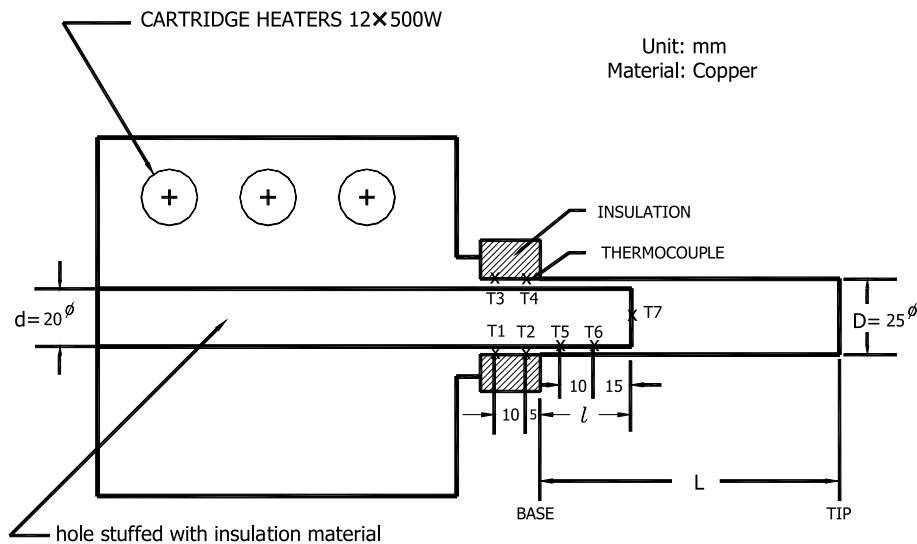 CARTRIDGE HEATERS 12×500W
Unit: mm
Material: Copper
INSULATION
THERMOCOUPLE
T3 T4
d=20ø
T7
D=25ø
T1 T2 T5 T6
10 15
10 5 l
L
BASE TIP
hole stuffed with insulation material